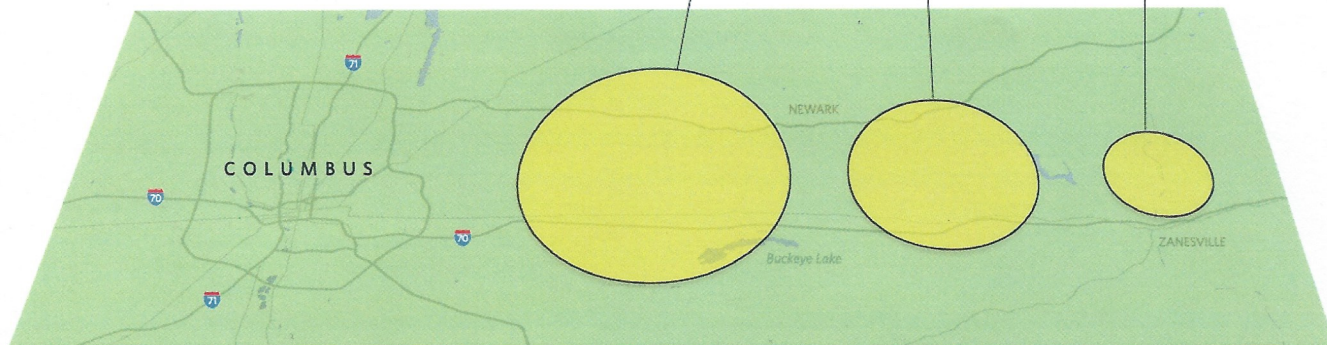 71
NEWARK
COLUMBUS
70
70
ZANESVILLE
Buckeye Lake
71